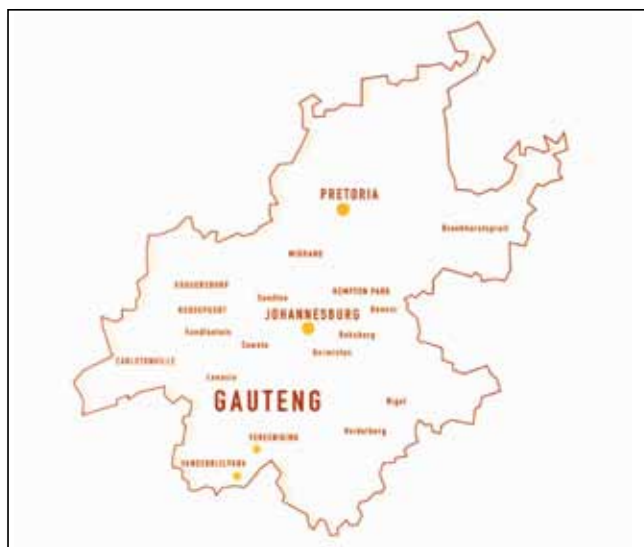 PRETORIA
Bronkhorstspruit
MIDRAND
KRUGERSDORP
KEMPTON PARK
Sandton
ROODEPOORT
Benoni
JOHANNESBURG
Randfontein
Boksburg
Soweto
Germiston
CARLETONVILLE
Lenasia
GAUTENG
Nigel
Heidelberg
VEREENIGING
VANDERBIJLPARK